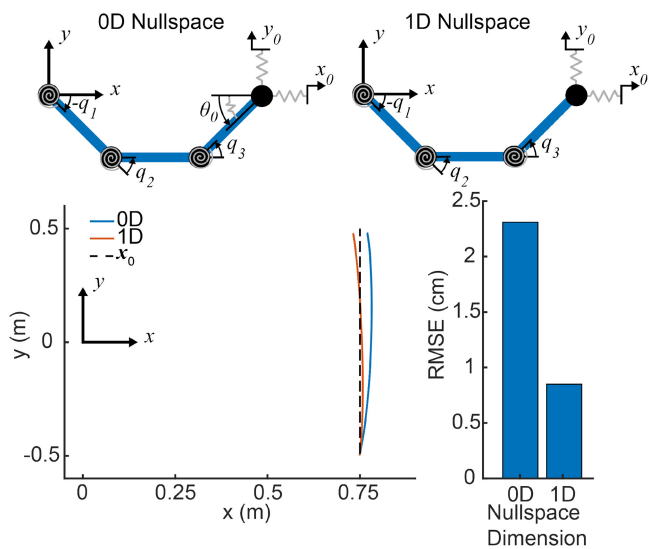 0D Nullspace
1D Nullspace
y
y₀
x
x₀
-q₁
θ₀
q₂
q₃
y
y₀
x
x₀
-q₁
q₂
q₃
0D
1D
x₀
y
x
0.5
0
-0.5
y (m)
0
0.25
0.5
0.75
x (m)
2.5
2
1.5
1
0.5
0
RMSE (cm)
0D 1D
Nullspace
Dimension